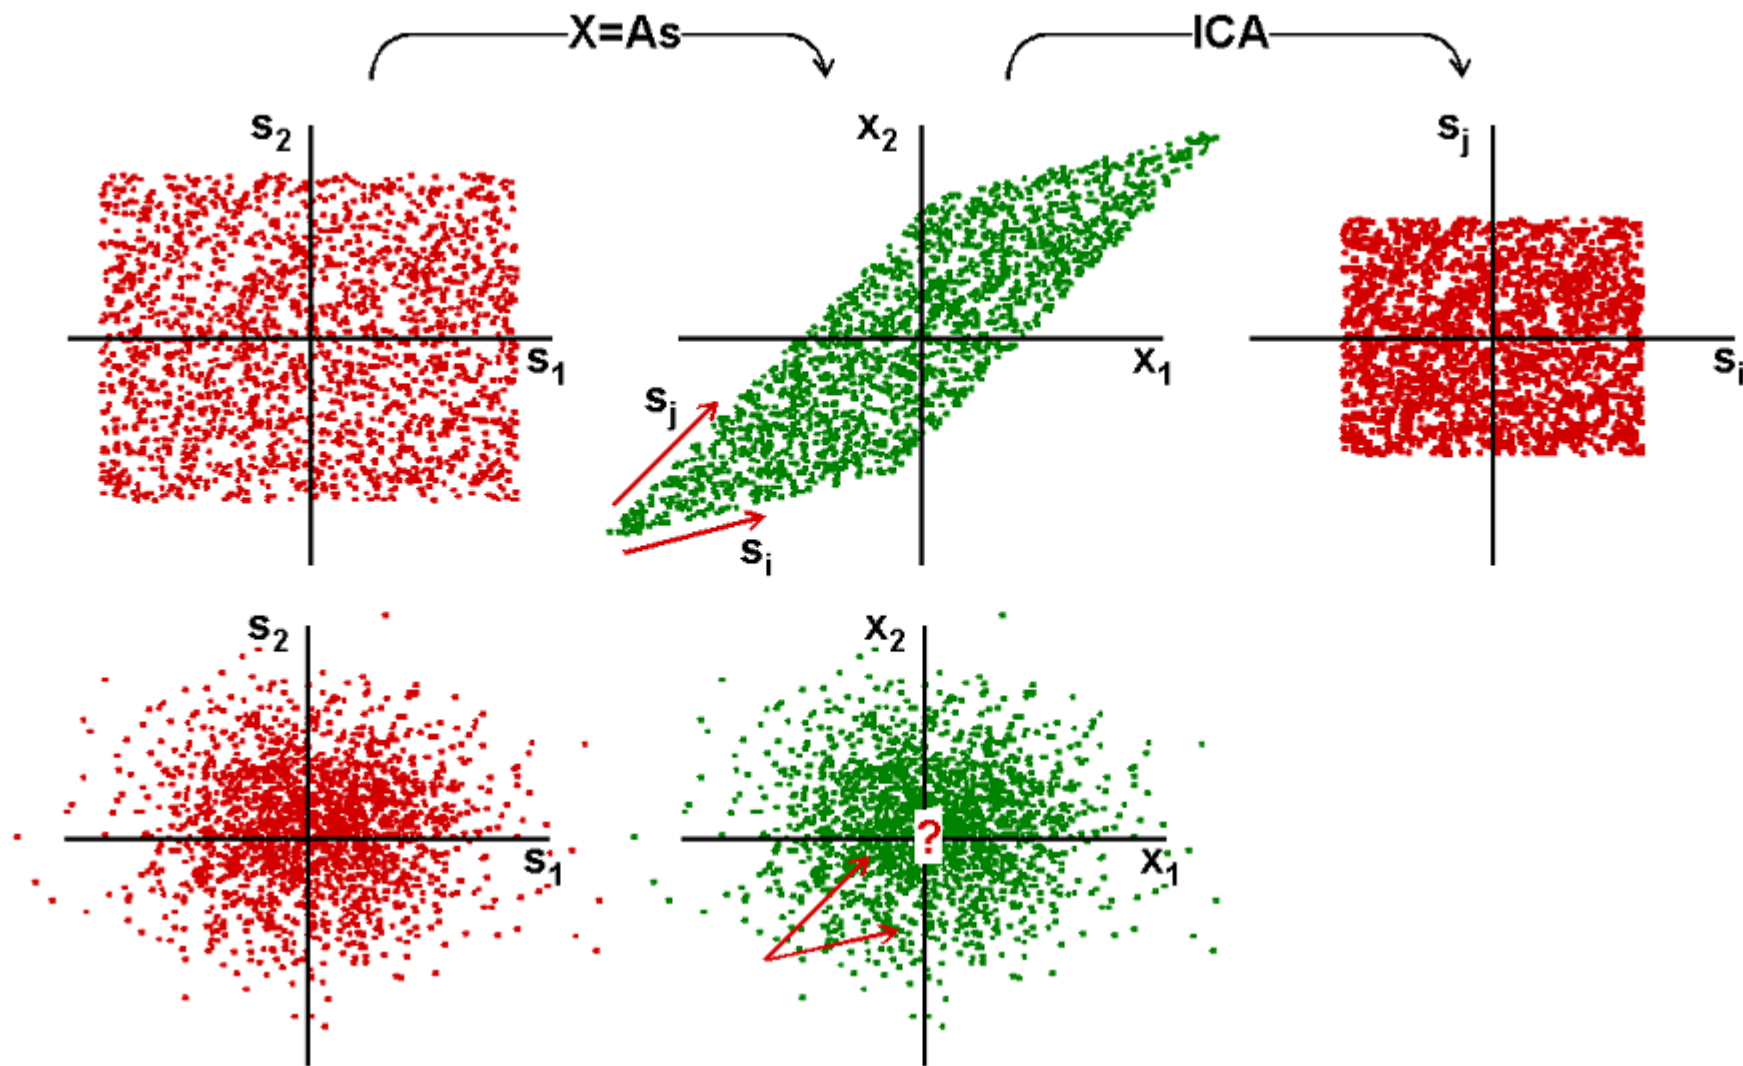 X=As
ICA
s₂
x₂
sⱼ
s₁
x₁
sᵢ
sⱼ
sᵢ
s₂
x₂
?
s₁
x₁